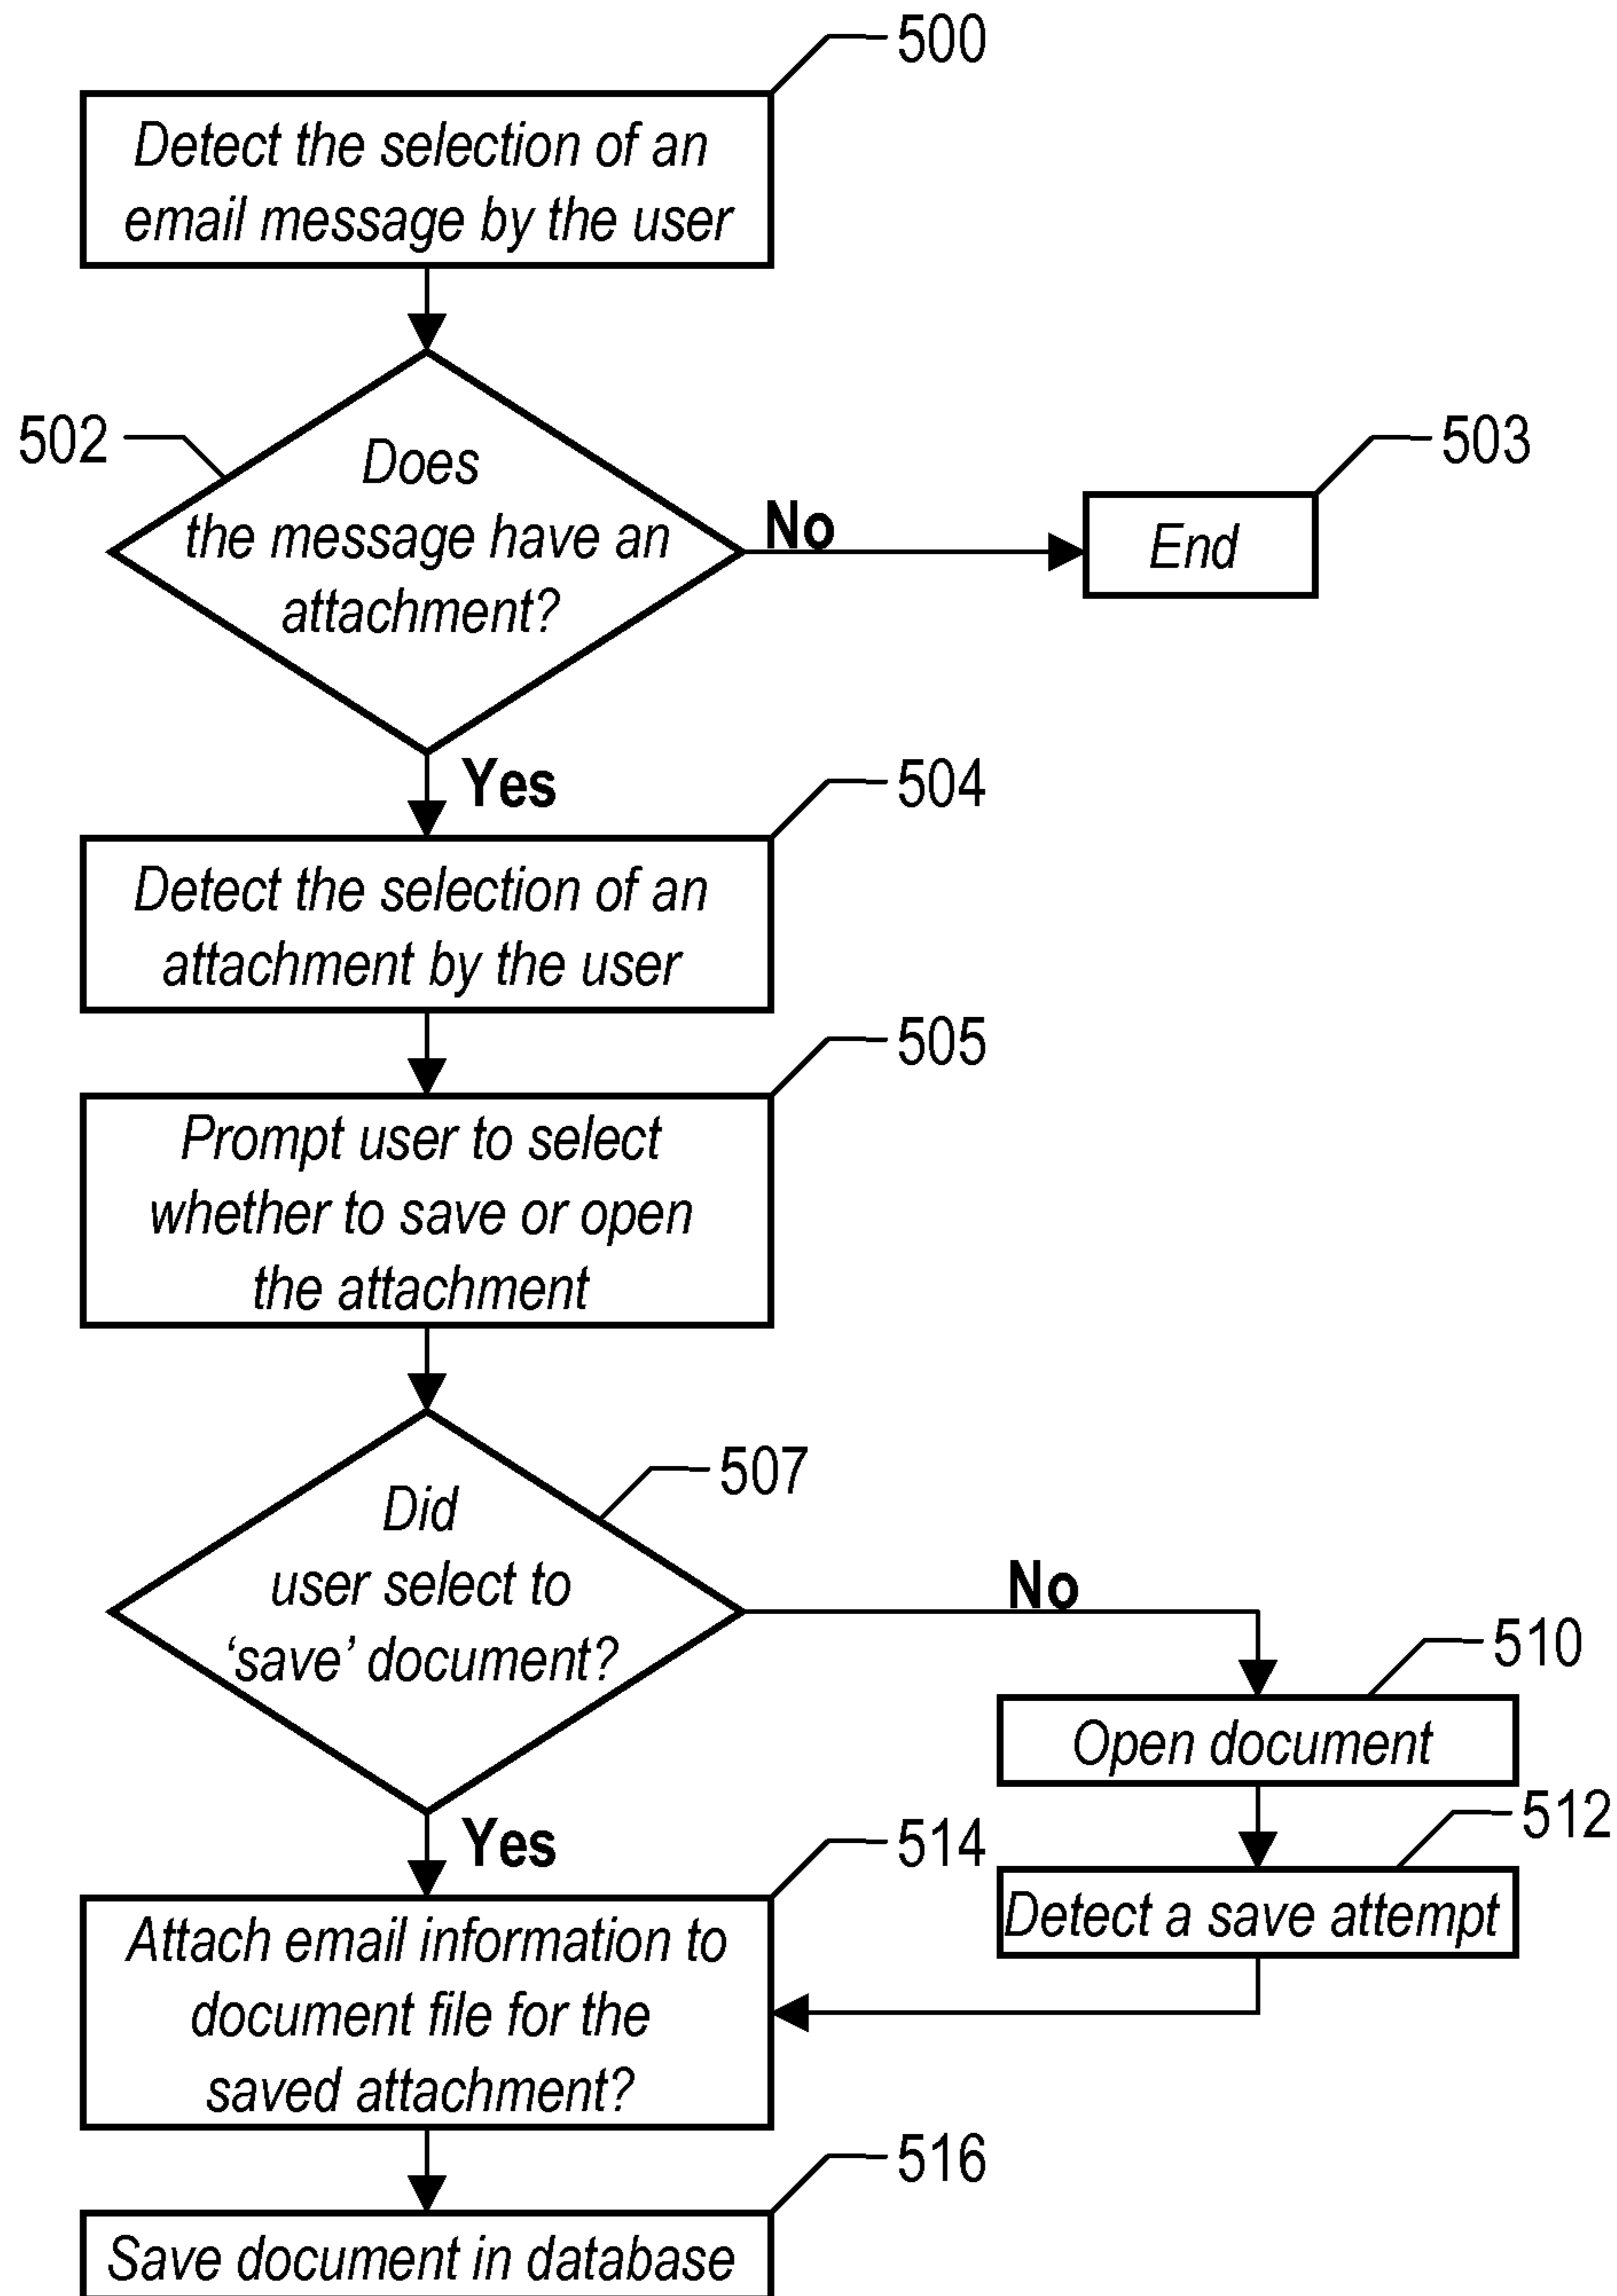 500
Detect the selection of an
email message by the user
502
Does
the message have an
attachment?
No
503
End
Yes
504
Detect the selection of an
attachment by the user
505
Prompt user to select
whether to save or open
the attachment
507
Did
user select to
‘save’ document?
No
510
Open document
512
Detect a save attempt
Yes
514
Attach email information to
document file for the
saved attachment?
516
Save document in database